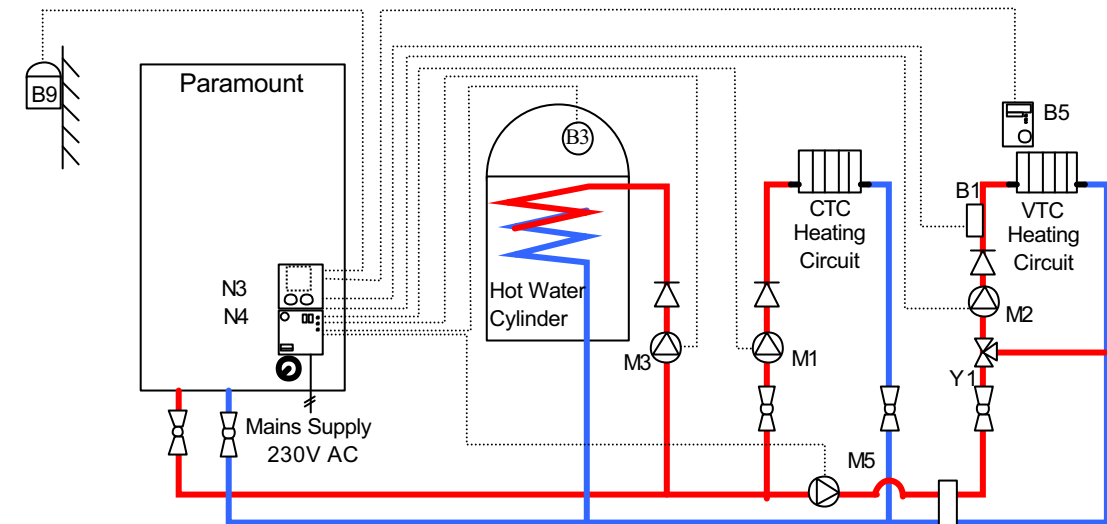 Paramount
B9
B3
B5
B1
CTC
Heating
Circuit
VTC
Heating
Circuit
N3
N4
Hot Water
Cylinder
M3
M1
M2
Y1
Mains Supply
230V AC
M5